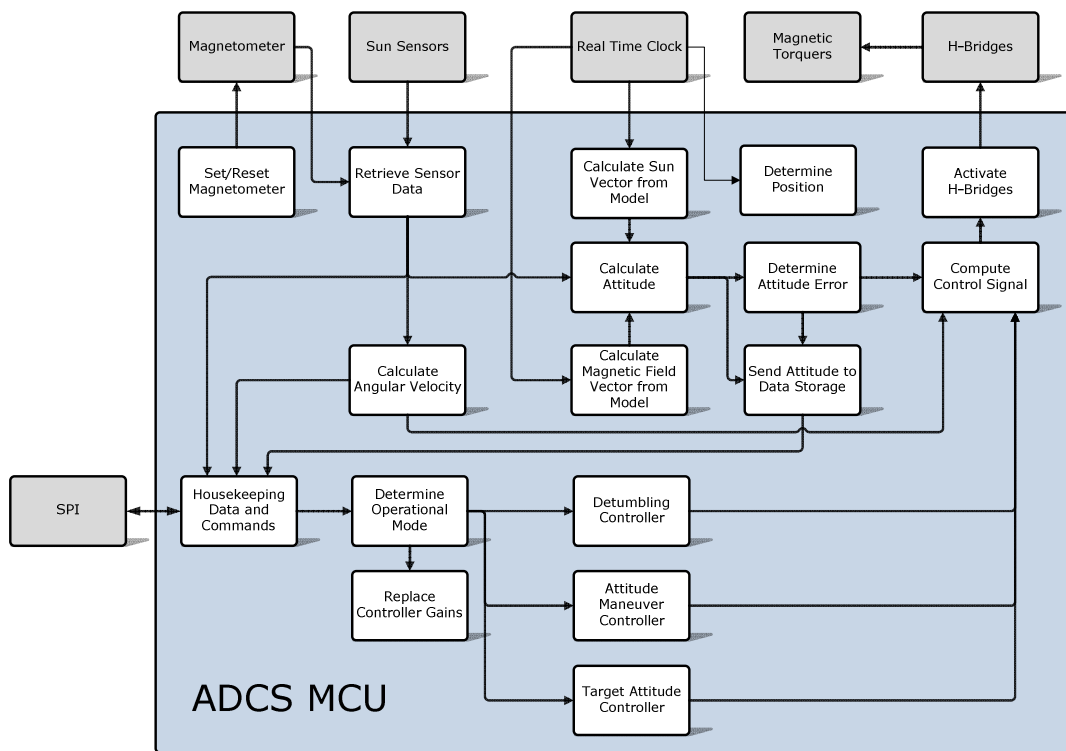 Magnetometer
Sun Sensors
Real Time Clock
Magnetic
Torquers
H-Bridges
Set/Reset
Magnetometer
Retrieve Sensor
Data
Calculate Sun
Vector from
Model
Determine
Position
Activate
H-Bridges
Calculate
Attitude
Determine
Attitude Error
Compute
Control Signal
Calculate
Angular Velocity
Calculate
Magnetic Field
Vector from
Model
Send Attitude to
Data Storage
SPI
Housekeeping
Data and
Commands
Determine
Operational
Mode
Detumbling
Controller
Replace
Controller Gains
Attitude
Maneuver
Controller
Target Attitude
Controller
ADCS MCU